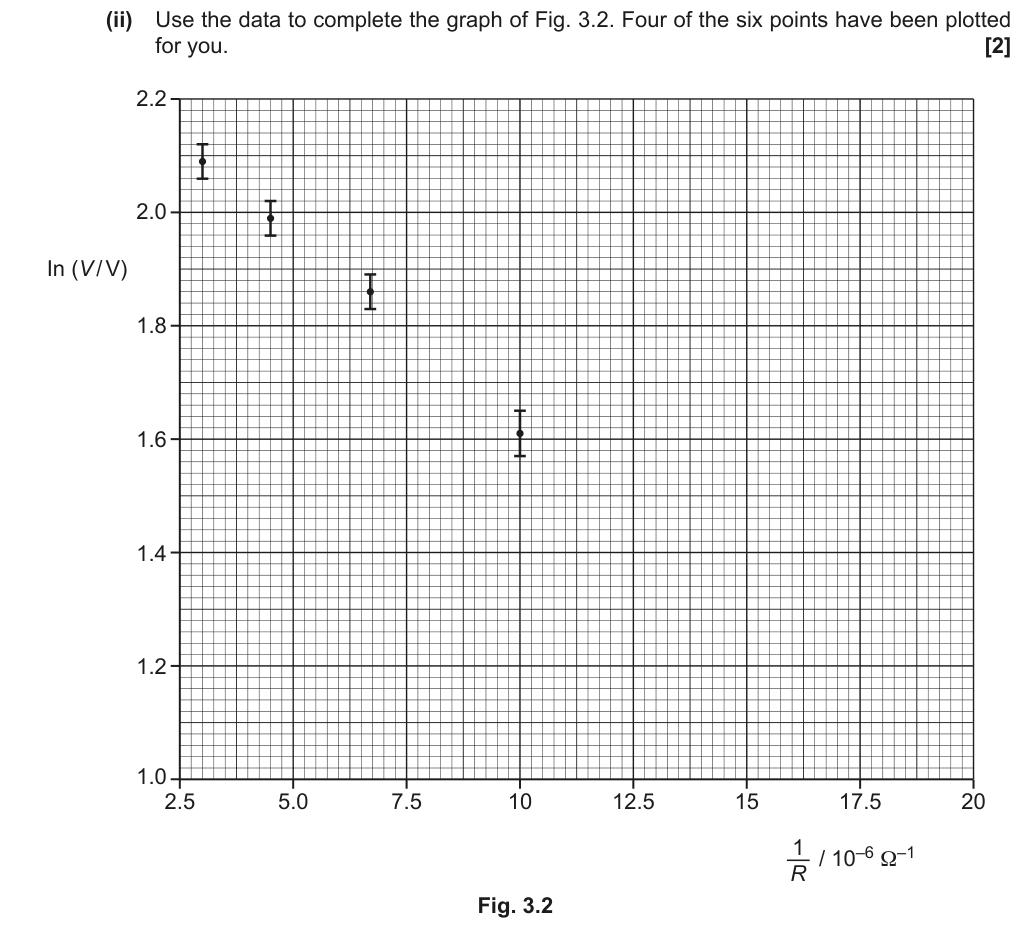 (ii) Use the data to complete the graph of Fig. 3.2. Four of the six points have been plotted
for you. [2]
2.2
2.0
ln (V/V)
1.8
1.6
1.4
1.2
1.0
2.5 5.0 7.5 10 12.5 15 17.5 20
1/R / 10⁻⁶ Ω⁻¹
Fig. 3.2